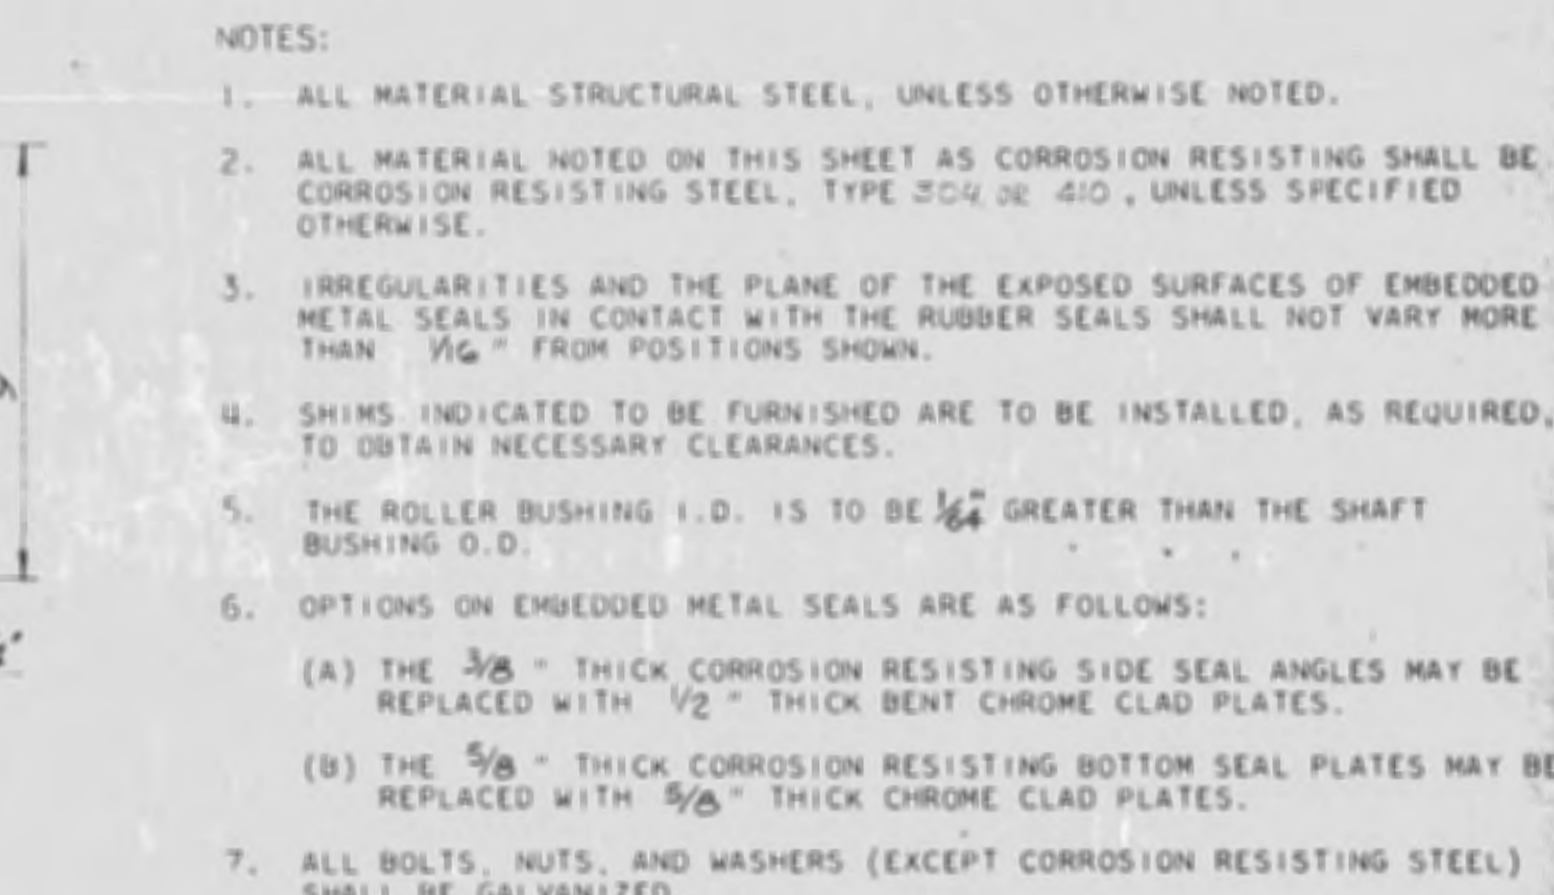 NOTES:
1. ALL MATERIAL STRUCTURAL STEEL, UNLESS OTHERWISE NOTED.
2. ALL MATERIAL NOTED ON THIS SHEET AS CORROSION RESISTING SHALL BE
CORROSION RESISTING STEEL, TYPE 304 OR 410, UNLESS SPECIFIED
OTHERWISE.
3. IRREGULARITIES AND THE PLANE OF THE EXPOSED SURFACES OF EMBEDDED
METAL SEALS IN CONTACT WITH THE RUBBER SEALS SHALL NOT VARY MORE
THAN 1/16" FROM POSITIONS SHOWN.
4. SHIMS INDICATED TO BE FURNISHED ARE TO BE INSTALLED, AS REQUIRED,
TO OBTAIN NECESSARY CLEARANCES.
5. THE ROLLER BUSHING I.D. IS TO BE 1/64" GREATER THAN THE SHAFT
BUSHING O.D.
6. OPTIONS ON EMBEDDED METAL SEALS ARE AS FOLLOWS:
(A) THE 3/8" THICK CORROSION RESISTING SIDE SEAL ANGLES MAY BE
REPLACED WITH 1/2" THICK BENT CHROME CLAD PLATES.
(B) THE 5/8" THICK CORROSION RESISTING BOTTOM SEAL PLATES MAY BE
REPLACED WITH 5/8" THICK CHROME CLAD PLATES.
7. ALL BOLTS, NUTS, AND WASHERS (EXCEPT CORROSION RESISTING STEEL)
SHALL BE GALVANIZED